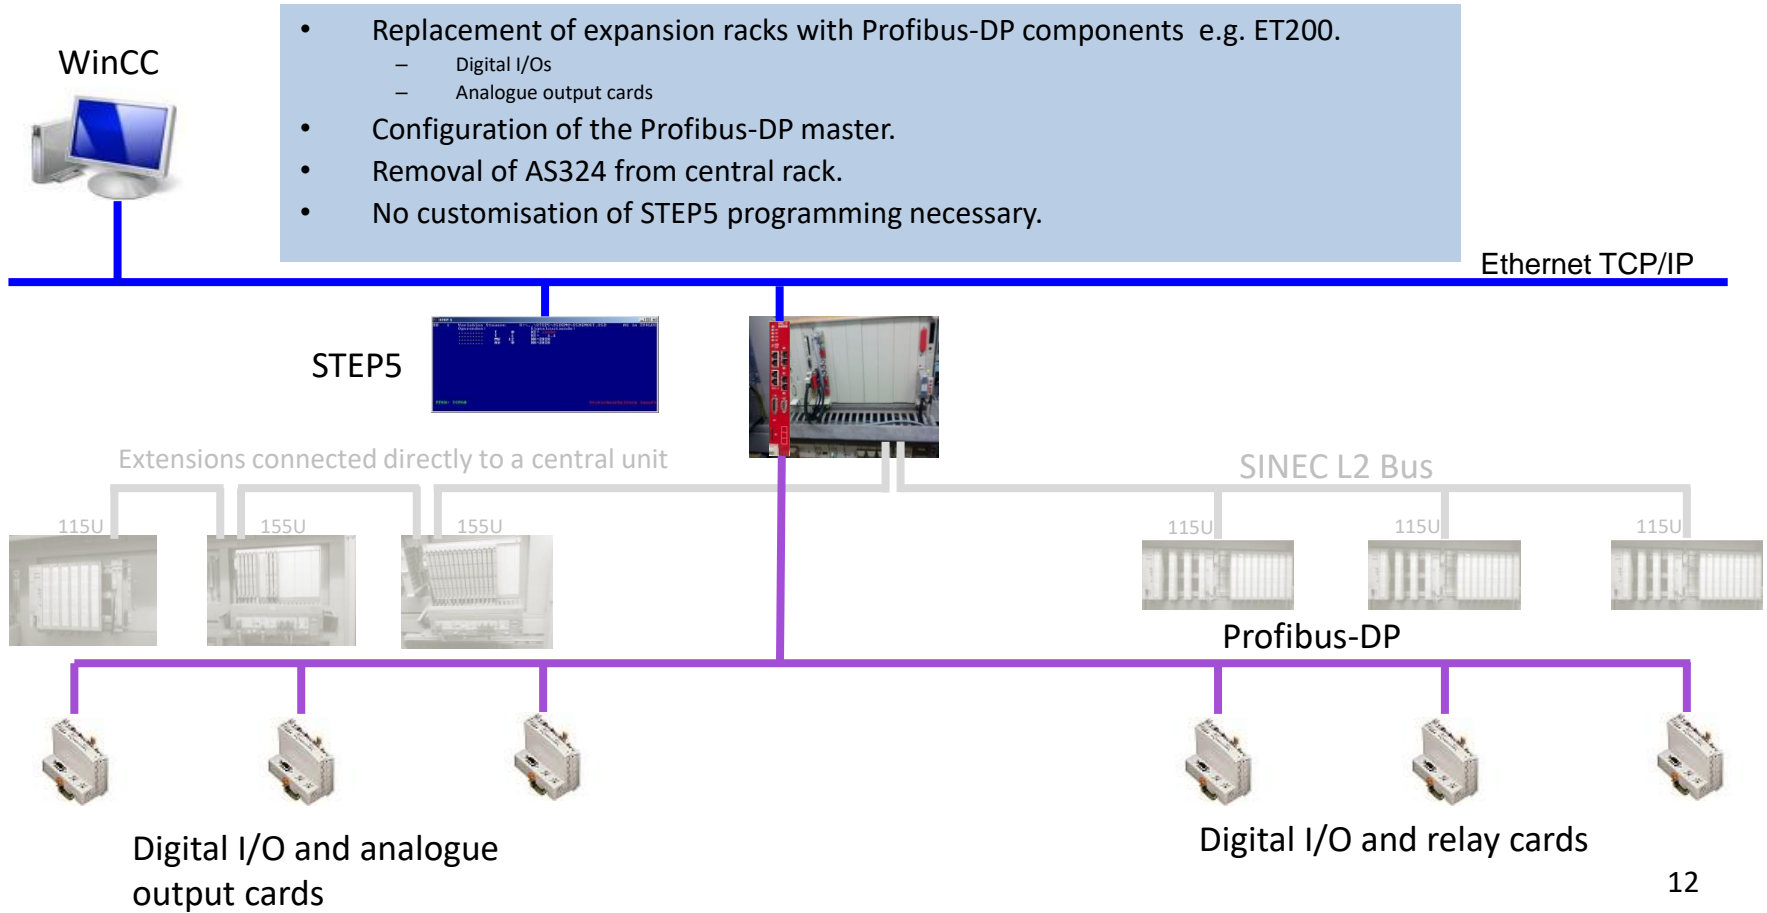 • Replacement of expansion racks with Profibus-DP components e.g. ET200.
– Digital I/Os
– Analogue output cards
• Configuration of the Profibus-DP master.
• Removal of AS324 from central rack.
• No customisation of STEP5 programming necessary.
WinCC
Ethernet TCP/IP
STEP5
Extensions connected directly to a central unit
SINEC L2 Bus
115U
155U
155U
115U
115U
115U
Profibus-DP
Digital I/O and analogue
output cards
Digital I/O and relay cards
12